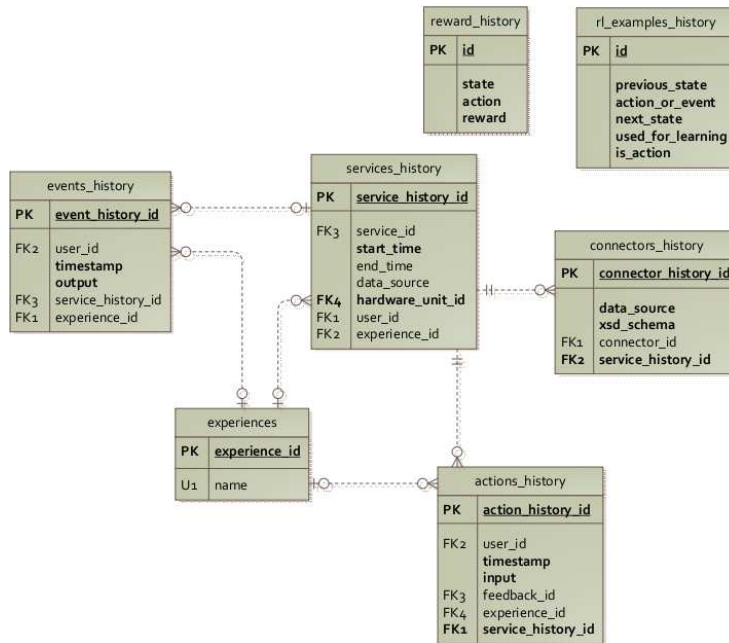 reward_history
PK id
state
action
reward
rl_examples_history
PK id
previous_state
action_or_event
next_state
used_for_learning
is_action
events_history
PK event_history_id
FK2 user_id
timestamp
output
FK3 service_history_id
FK1 experience_id
services_history
PK service_history_id
FK3 service_id
start_time
end_time
data_source
FK4 hardware_unit_id
FK1 user_id
FK2 experience_id
connectors_history
PK connector_history_id
data_source
xsd_schema
FK1 connector_id
FK2 service_history_id
experiences
PK experience_id
U1 name
actions_history
PK action_history_id
FK2 user_id
timestamp
input
FK3 feedback_id
FK4 experience_id
FK1 service_history_id